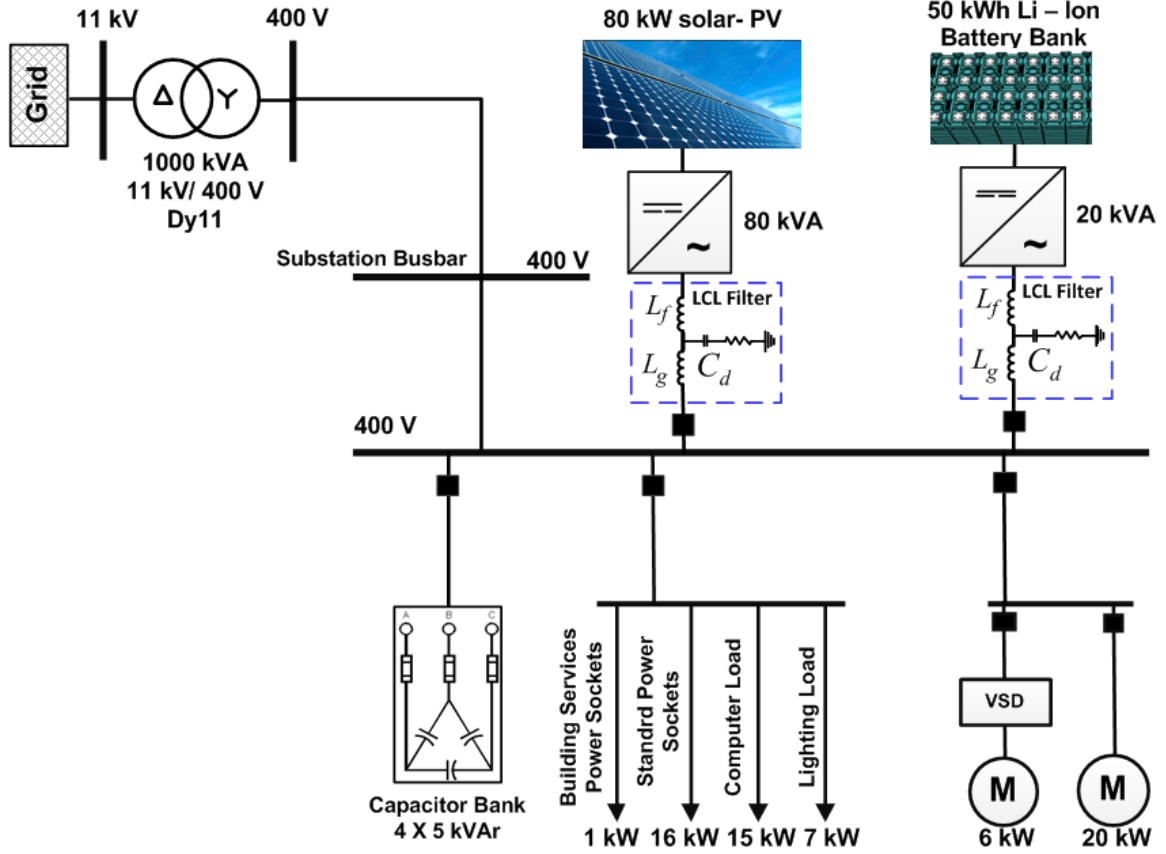 11 kV
400 V
Grid
Δ
Y
1000 kVA
11 kV/ 400 V
Dy11
80 kW solar- PV
50 kWh Li – Ion
Battery Bank
80 kVA
~
20 kVA
~
Substation Busbar
400 V
LCL Filter
L_f
L_g
C_d
LCL Filter
L_f
L_g
C_d
400 V
A B C
Capacitor Bank
4 X 5 kVAr
Building Services
Power Sockets
Standrd Power
Sockets
Computer Load
Lighting Load
1 kW
16 kW
15 kW
7 kW
VSD
M
M
6 kW
20 kW